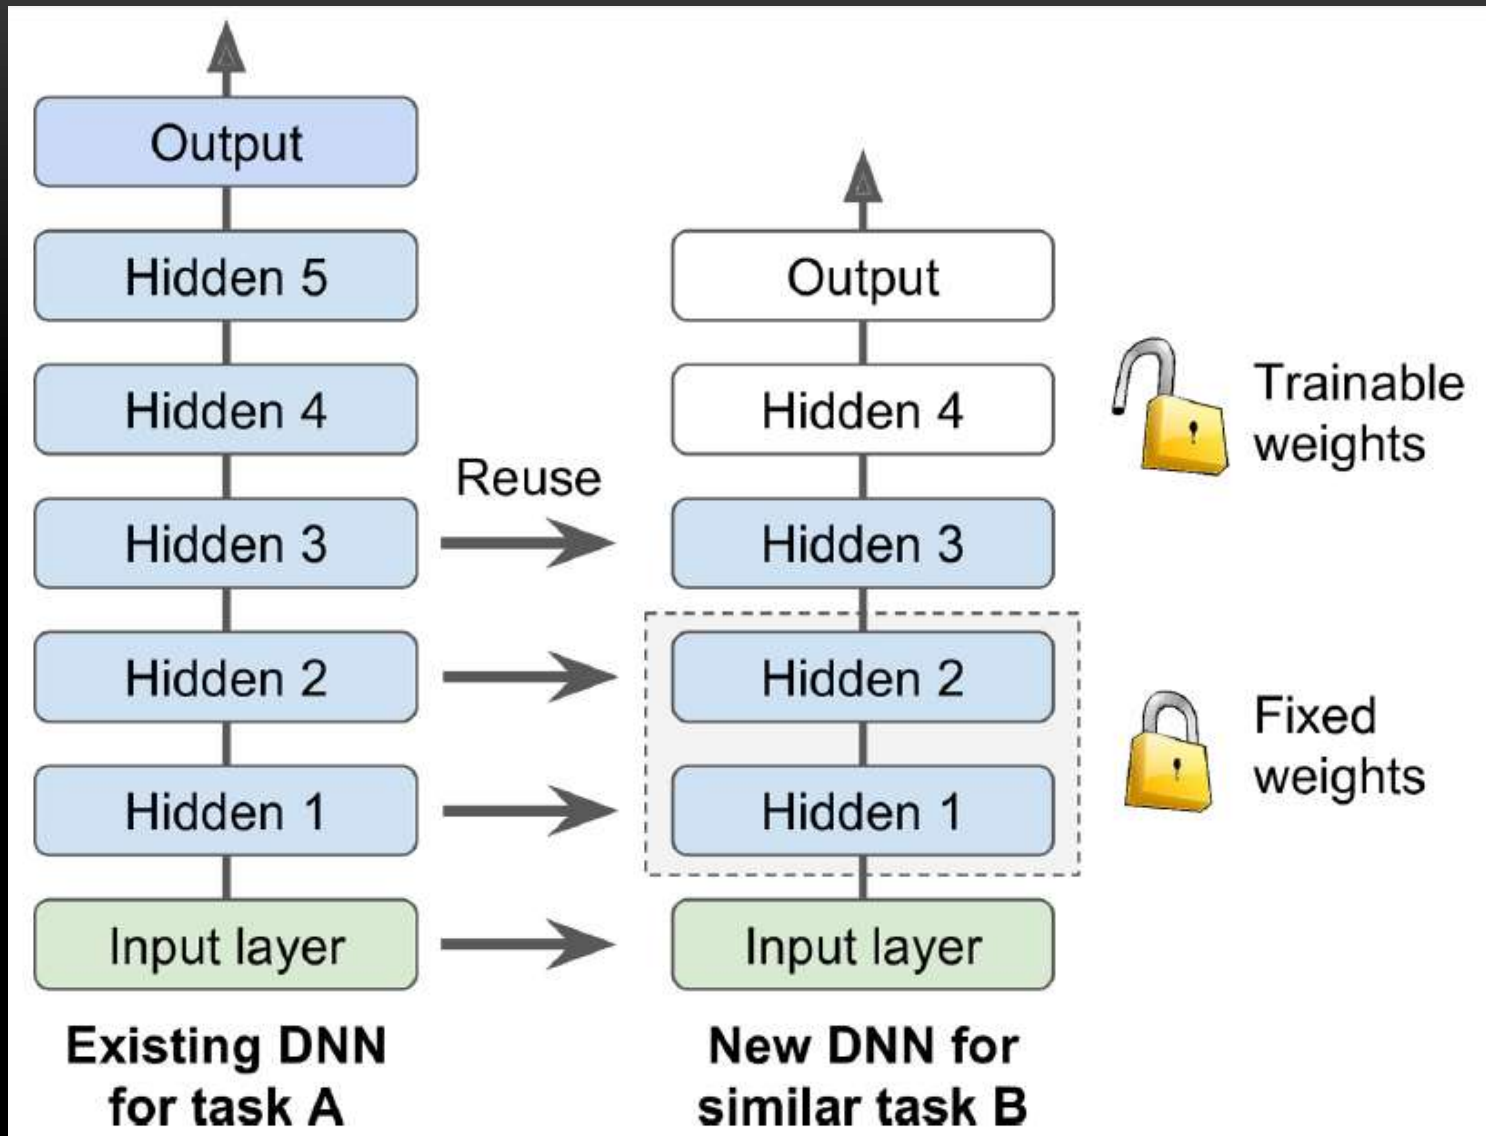 Output
Hidden 5
Hidden 4
Hidden 3
Hidden 2
Hidden 1
Input layer
Existing DNN
for task A
Reuse
Output
Hidden 4
Hidden 3
Hidden 2
Hidden 1
Input layer
New DNN for
similar task B
Trainable
weights
Fixed
weights